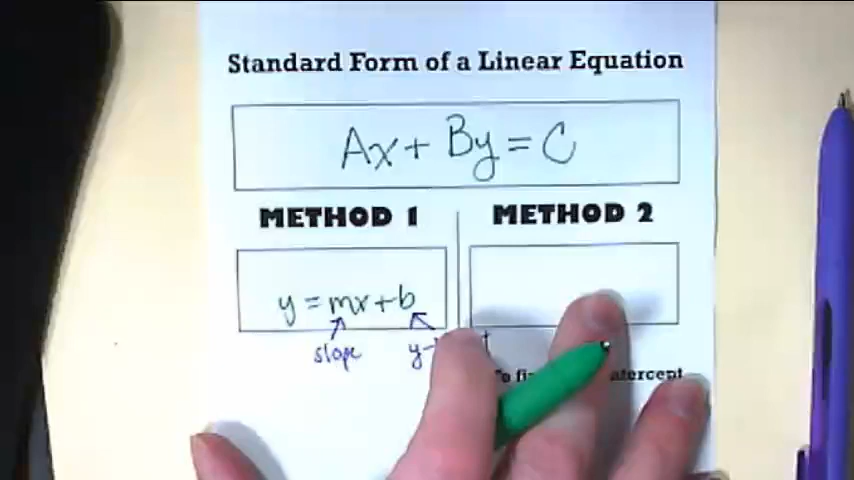 Standard Form of a Linear Equation
Ax + By = C
METHOD 1
METHOD 2
y = mx + b
slope